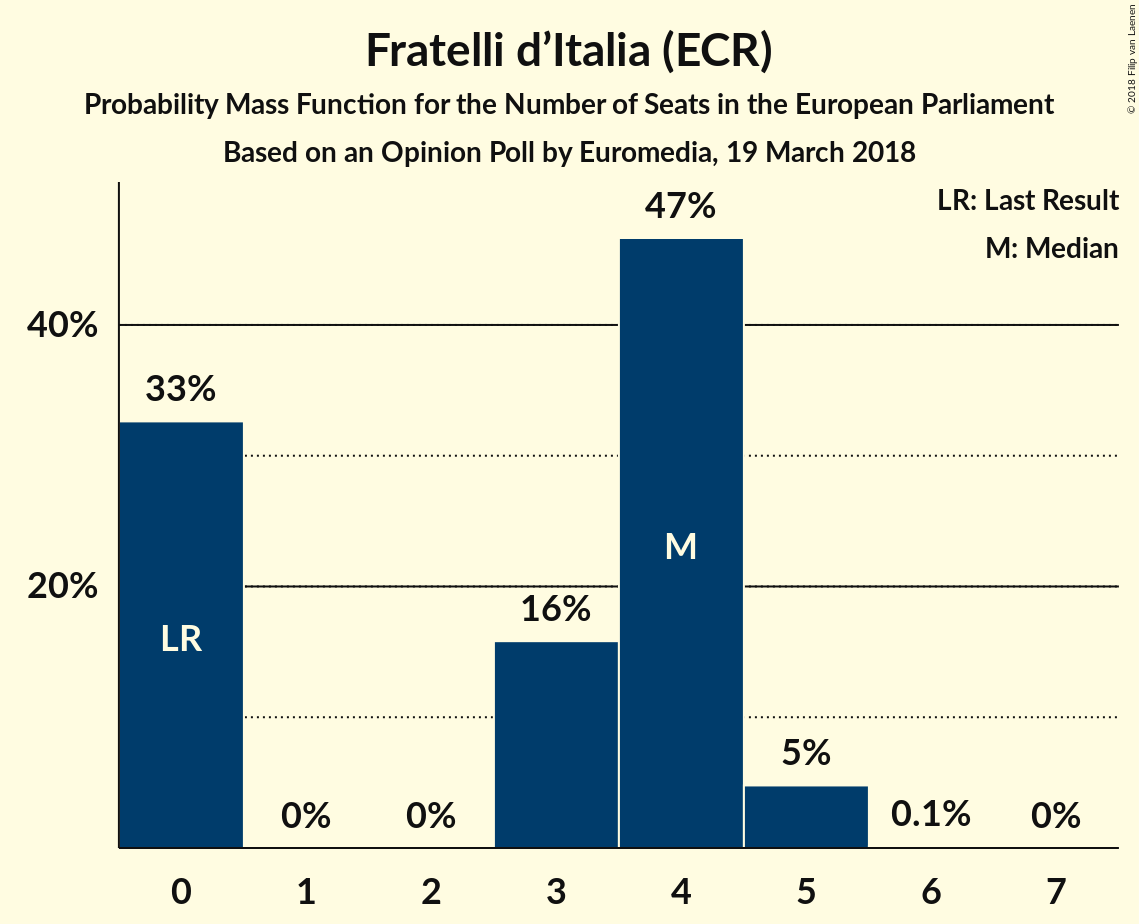 Fratelli d’Italia (ECR)
Probability Mass Function for the Number of Seats in the European Parliament
Based on an Opinion Poll by Euromedia, 19 March 2018
© 2018 Filip van Laenen
LR: Last Result
M: Median
47%
40%
33%
M
20%
16%
LR
5%
0%
0%
0.1%
0%
0 1 2 3 4 5 6 7